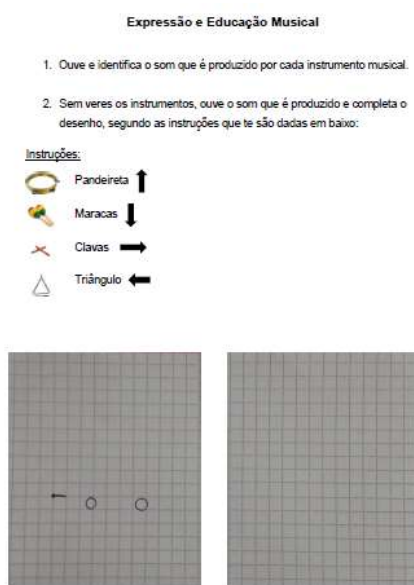 Expressão e Educação Musical
1. Ouve e identifica o som que é produzido por cada instrumento musical.
2. Sem veres os instrumentos, ouve o som que é produzido e completa o
desenho, segundo as instruções que te são dadas em baixo:
Instruções:
Pandeireta
Maracas
Clavas
Triângulo